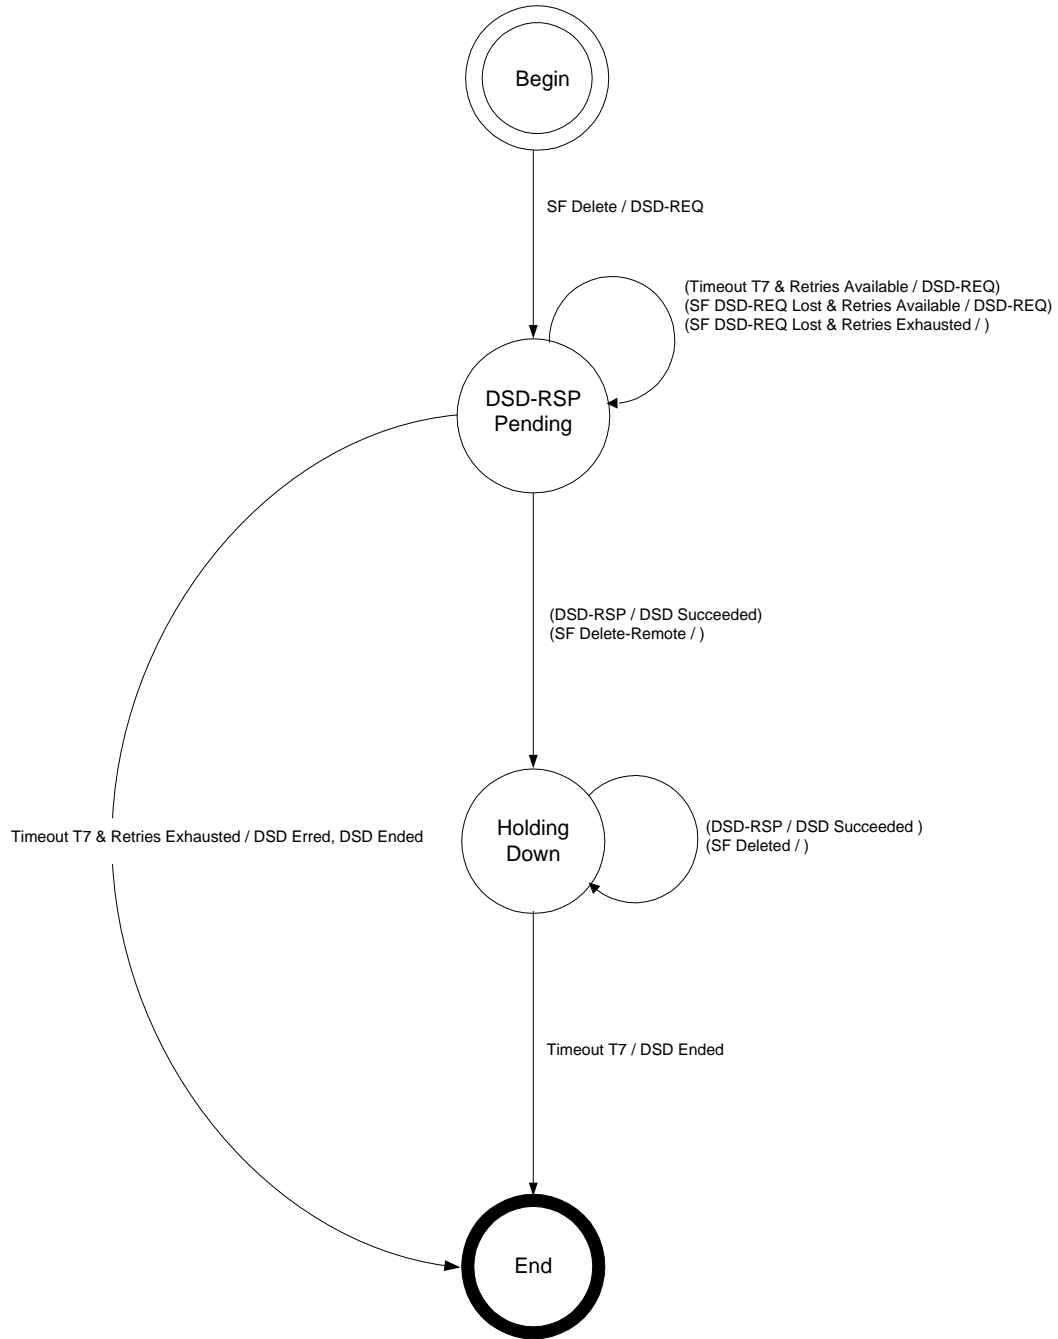 Begin
SF Delete / DSD-REQ
(Timeout T7 & Retries Available / DSD-REQ)
(SF DSD-REQ Lost & Retries Available / DSD-REQ)
(SF DSD-REQ Lost & Retries Exhausted / )
DSD-RSP
Pending
(DSD-RSP / DSD Succeeded)
(SF Delete-Remote / )
Timeout T7 & Retries Exhausted / DSD Erred, DSD Ended
Holding
Down
(DSD-RSP / DSD Succeeded )
(SF Deleted / )
Timeout T7 / DSD Ended
End